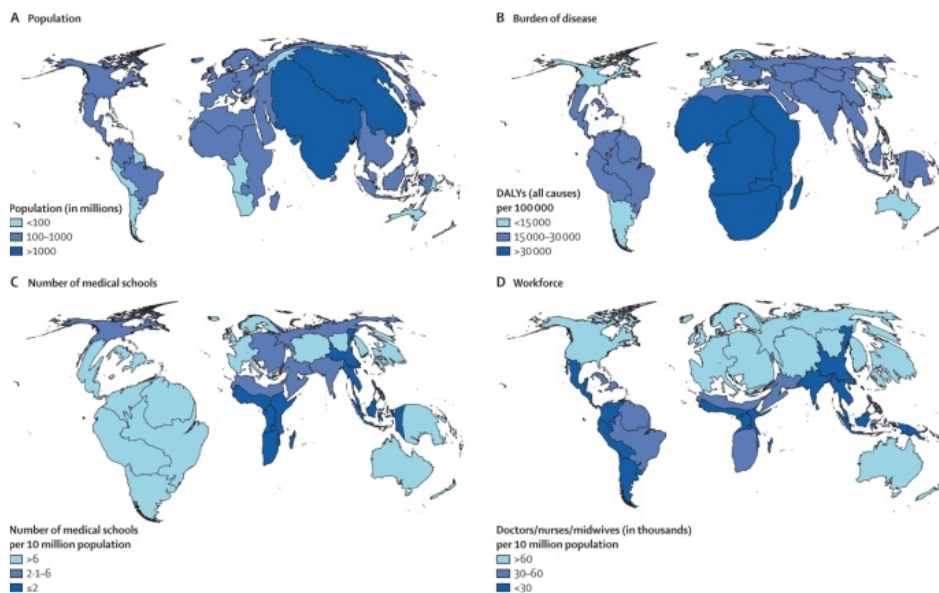 A Population
Population (in millions)
<100
100–1000
>1000
B Burden of disease
DALYs (all causes)
per 100 000
<15 000
15 000–30 000
>30 000
C Number of medical schools
Number of medical schools
per 10 million population
>6
2·1–6
≤2
D Workforce
Doctors/nurses/midwives (in thousands)
per 10 million population
>60
30–60
<30